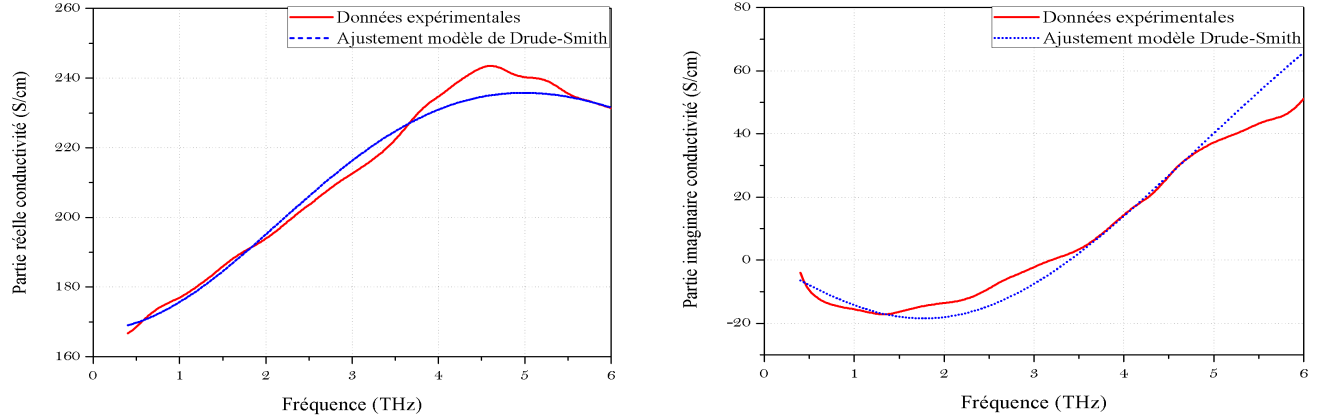 260
240
220
200
180
160
0 1 2 3 4 5 6
Partie réelle conductivité (S/cm)
Fréquence (THz)
Données expérimentales
Ajustement modèle de Drude-Smith
80
60
40
20
0
-20
0 1 2 3 4 5 6
Partie imaginaire conductivité (S/cm)
Fréquence (THz)
Données expérimentales
Ajustement modèle Drude-Smith